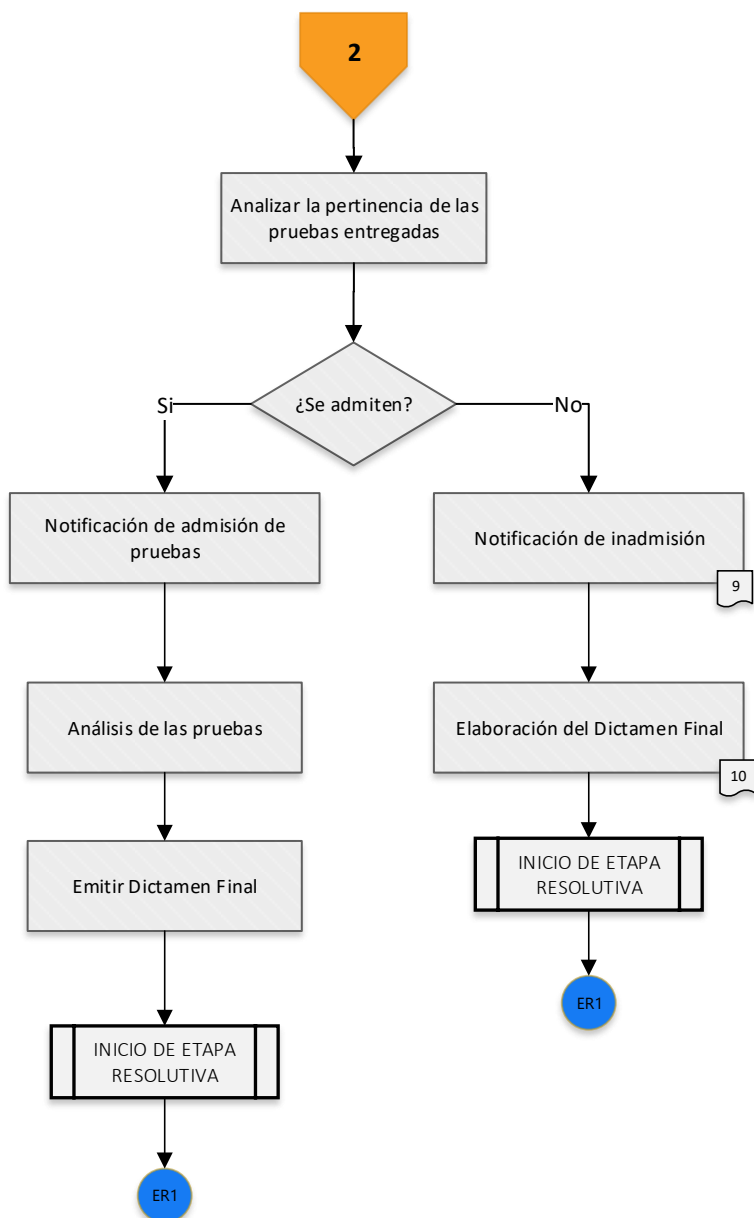 2
Analizar la pertinencia de las
pruebas entregadas
¿Se admiten?
Si
No
Notificación de admisión de
pruebas
Notificación de inadmisión
9
Análisis de las pruebas
Elaboración del Dictamen Final
10
Emitir Dictamen Final
INICIO DE ETAPA
RESOLUTIVA
ER1
INICIO DE ETAPA
RESOLUTIVA
ER1